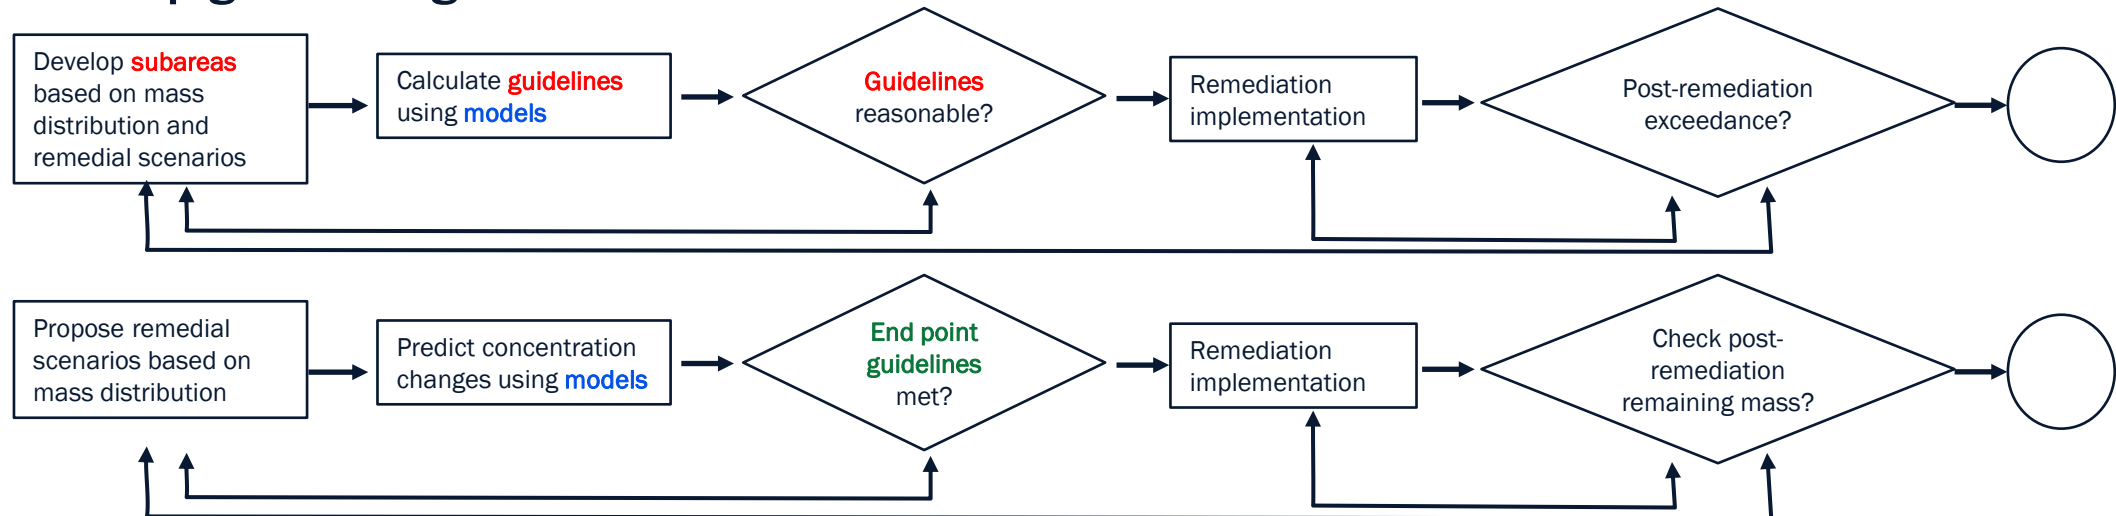 Develop subareas
based on mass
distribution and
remedial scenarios
Calculate guidelines
using models
Guidelines
reasonable?
Remediation
implementation
Post-remediation
exceedance?
Propose remedial
scenarios based on
mass distribution
Predict concentration
changes using models
End point
guidelines
met?
Remediation
implementation
Check post-
remediation
remaining mass?